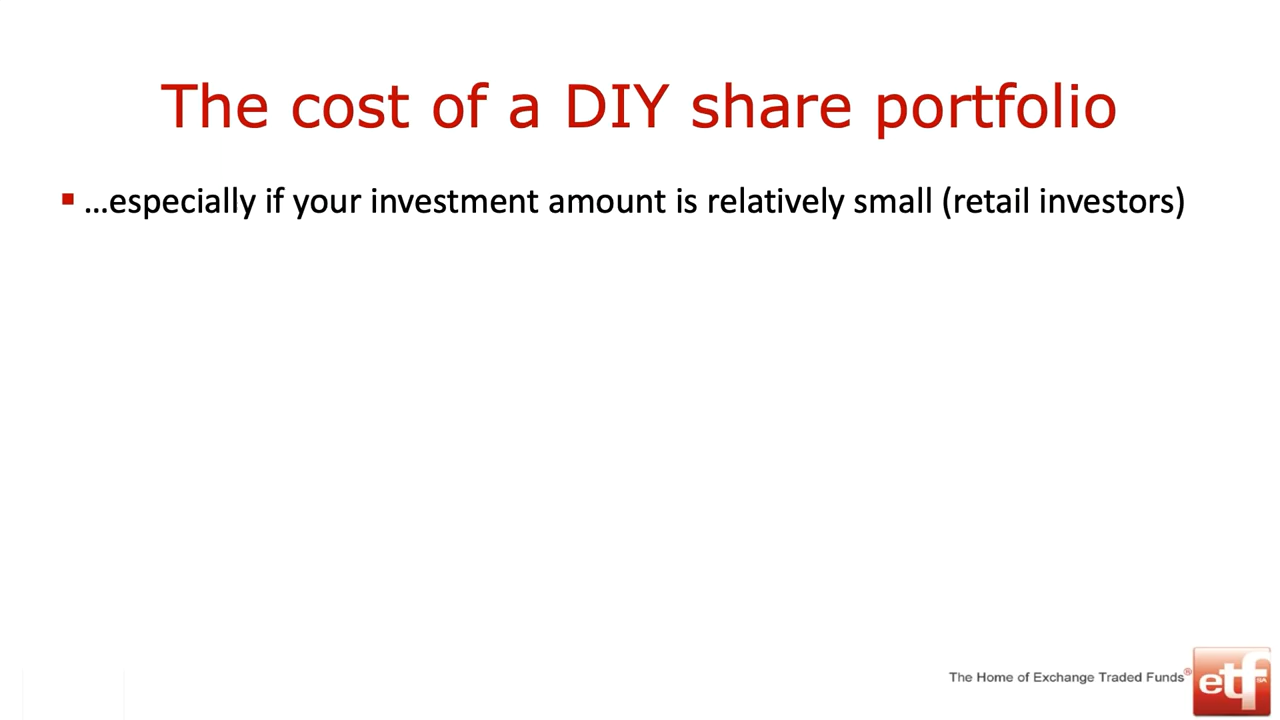 The cost of a DIY share portfolio
…especially if your investment amount is relatively small (retail investors)
The Home of Exchange Traded Funds®
etf
SA